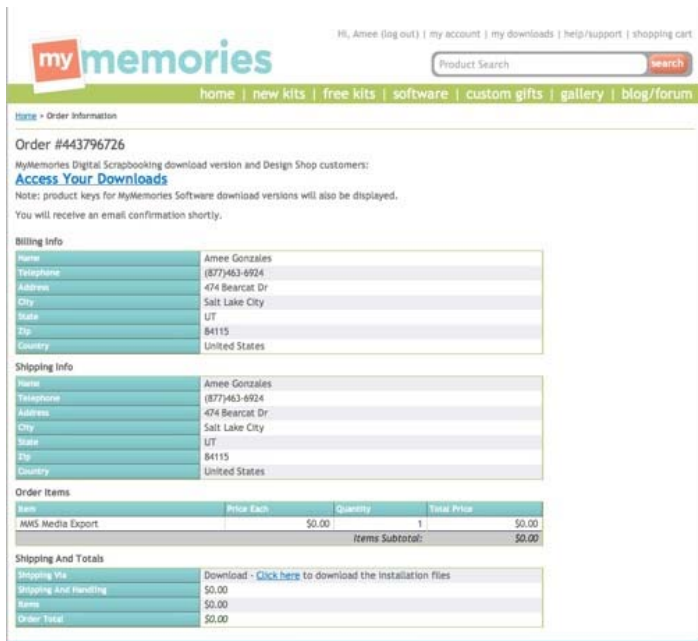 Hi, Amee (log out) | my account | my downloads | help/support | shopping cart
my memories
Product Search search
home | new kits | free kits | software | custom gifts | gallery | blog/forum
Home > Order Information
Order #443796726
MyMemories Digital Scrapbooking download version and Design Shop customers:
Access Your Downloads
Note: product keys for MyMemories Software download versions will also be displayed.
You will receive an email confirmation shortly.
Billing Info
Name Amee Gonzales
Telephone (877)463-6924
Address 474 Bearcat Dr
City Salt Lake City
State UT
Zip 84115
Country United States
Shipping Info
Name Amee Gonzales
Telephone (877)463-6924
Address 474 Bearcat Dr
City Salt Lake City
State UT
Zip 84115
Country United States
Order Items
Item Price Each Quantity Total Price
MMS Media Export $0.00 1 $0.00
Items Subtotal: $0.00
Shipping And Totals
Shipping Via Download - Click here to download the installation files
Shipping And Handling $0.00
Items $0.00
Order Total $0.00